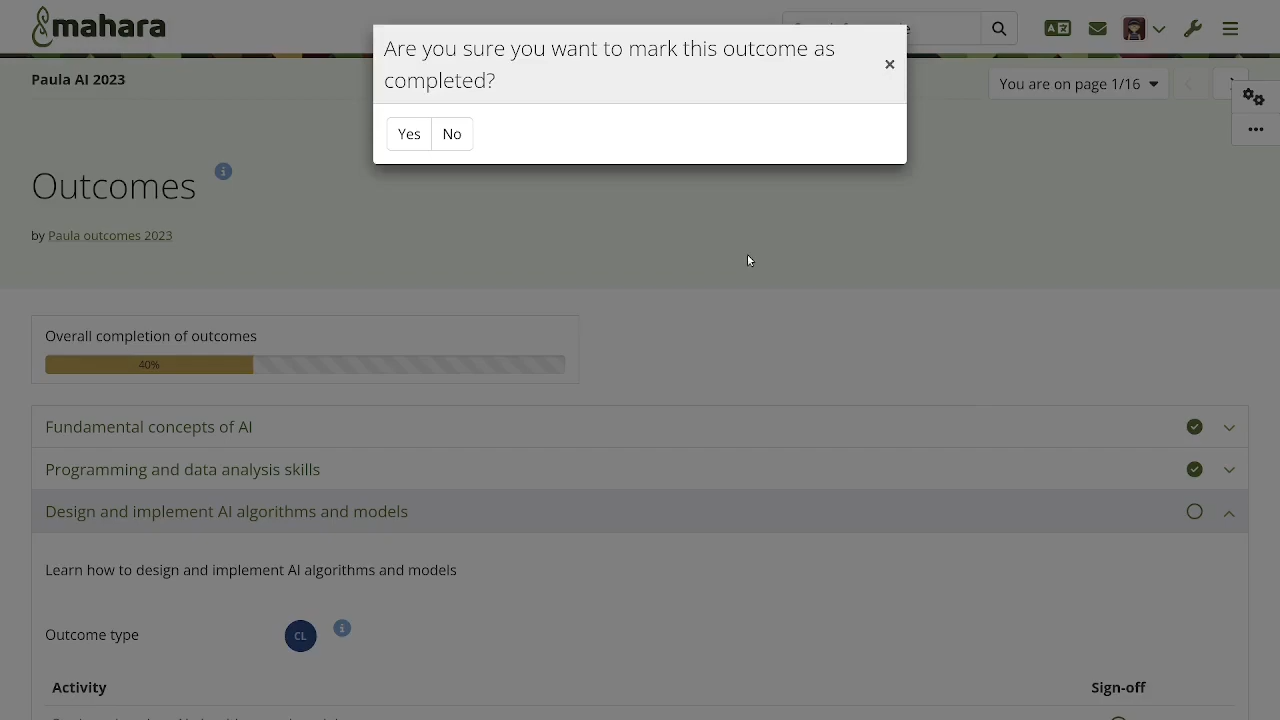 mahara
Are you sure you want to mark this outcome as
completed?
×
Yes No
Paula AI 2023
You are on page 1/16
Outcomes
by Paula outcomes 2023
Overall completion of outcomes
40%
Fundamental concepts of AI
Programming and data analysis skills
Design and implement AI algorithms and models
Learn how to design and implement AI algorithms and models
Outcome type CL
Activity Sign-off